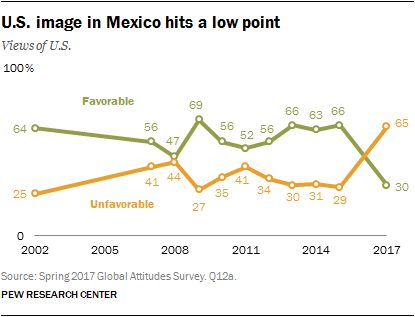 U.S. image in Mexico hits a low point
Views of U.S.
100%
Favorable
64 56 47 69 56 52 56 66 63 66 30
25 41 44 27 35 41 34 30 31 29 65
Unfavorable
0
2002 2005 2008 2011 2014 2017
Source: Spring 2017 Global Attitudes Survey. Q12a.
PEW RESEARCH CENTER